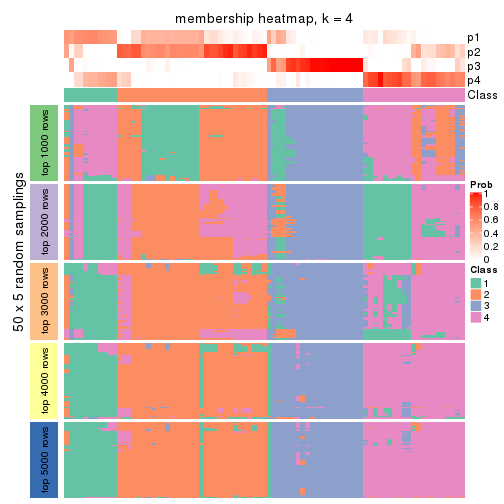 membership heatmap, k = 4
p1
p2
p3
p4
Class
50 x 5 random samplings
top 1000 rows
top 2000 rows
top 3000 rows
top 4000 rows
top 5000 rows
Prob
1
0.8
0.6
0.4
0.2
0
Class
1
2
3
4